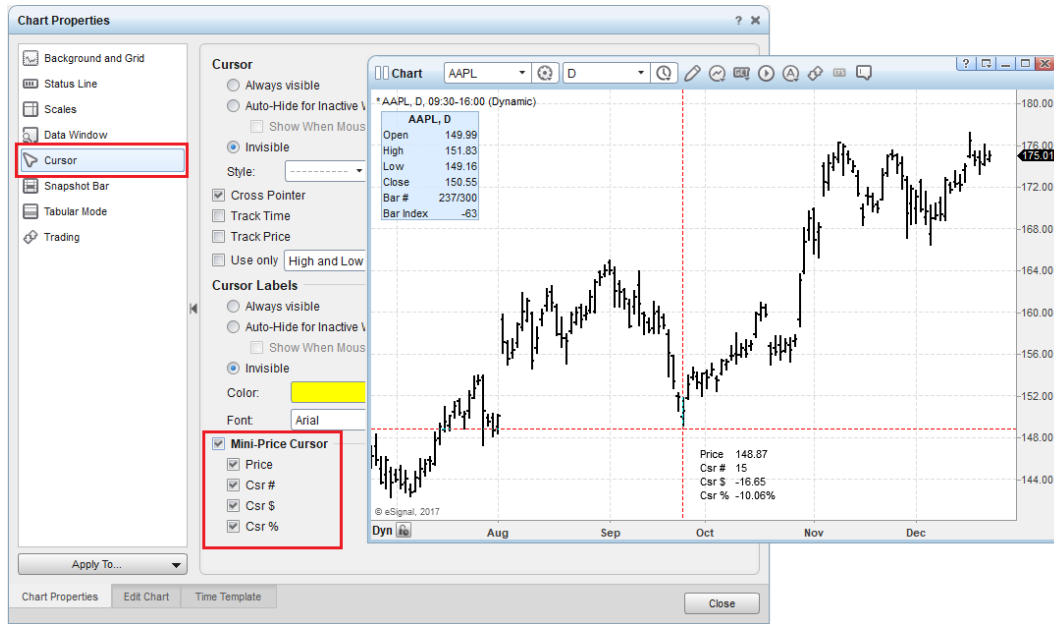 Chart Properties
?
Background and Grid
Status Line
Scales
Data Window
Cursor
Snapshot Bar
Tabular Mode
Trading
Apply To...
Cursor
Always visible
Auto-Hide for Inactive
Show When Mous
Invisible
Style:
Cross Pointer
Track Time
Track Price
Use only High and Low
Cursor Labels
Always visible
Auto-Hide for Inactive
Show When Mous
Invisible
Color:
Font: Arial
Mini-Price Cursor
Price
Csr #
Csr $
Csr %
Chart Properties Edit Chart Time Template
Close
Chart AAPL D
?
*AAPL, D, 09:30-16:00 (Dynamic)
AAPL, D
Open 149.99
High 151.83
Low 149.16
Close 150.55
Bar # 237/300
Bar Index -63
180.00
176.00
175.01
172.00
168.00
164.00
160.00
156.00
152.00
148.00
144.00
Price 148.87
Csr # 15
Csr $ -16.65
Csr % -10.06%
© eSignal, 2017
Dyn Aug Sep Oct Nov Dec